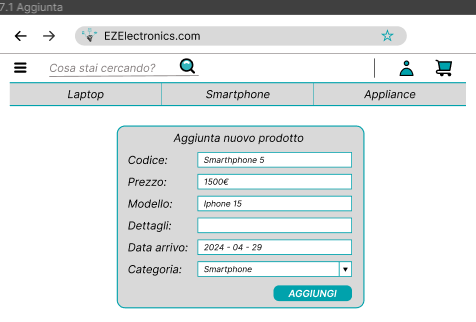 7.1 Aggiunta
EZElectronics.com
Cosa stai cercando?
Laptop Smartphone Appliance
Aggiunta nuovo prodotto
Codice: Smarthphone 5
Prezzo: 1500€
Modello: Iphone 15
Dettagli:
Data arrivo: 2024 - 04 - 29
Categoria: Smartphone
AGGIUNGI